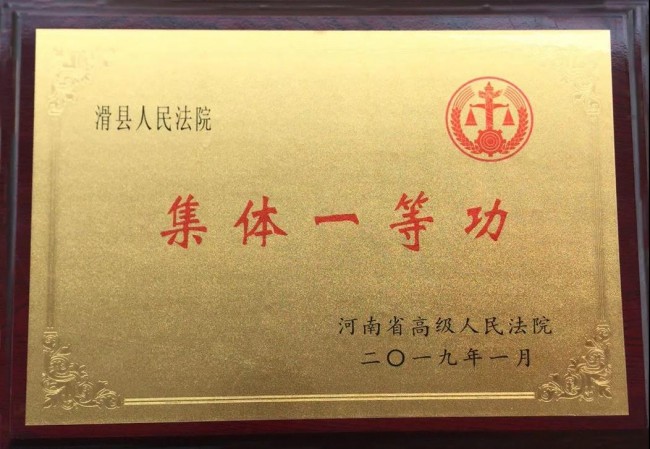 滑县人民法院
集体一等功
河南省高级人民法院
二〇一九年一月